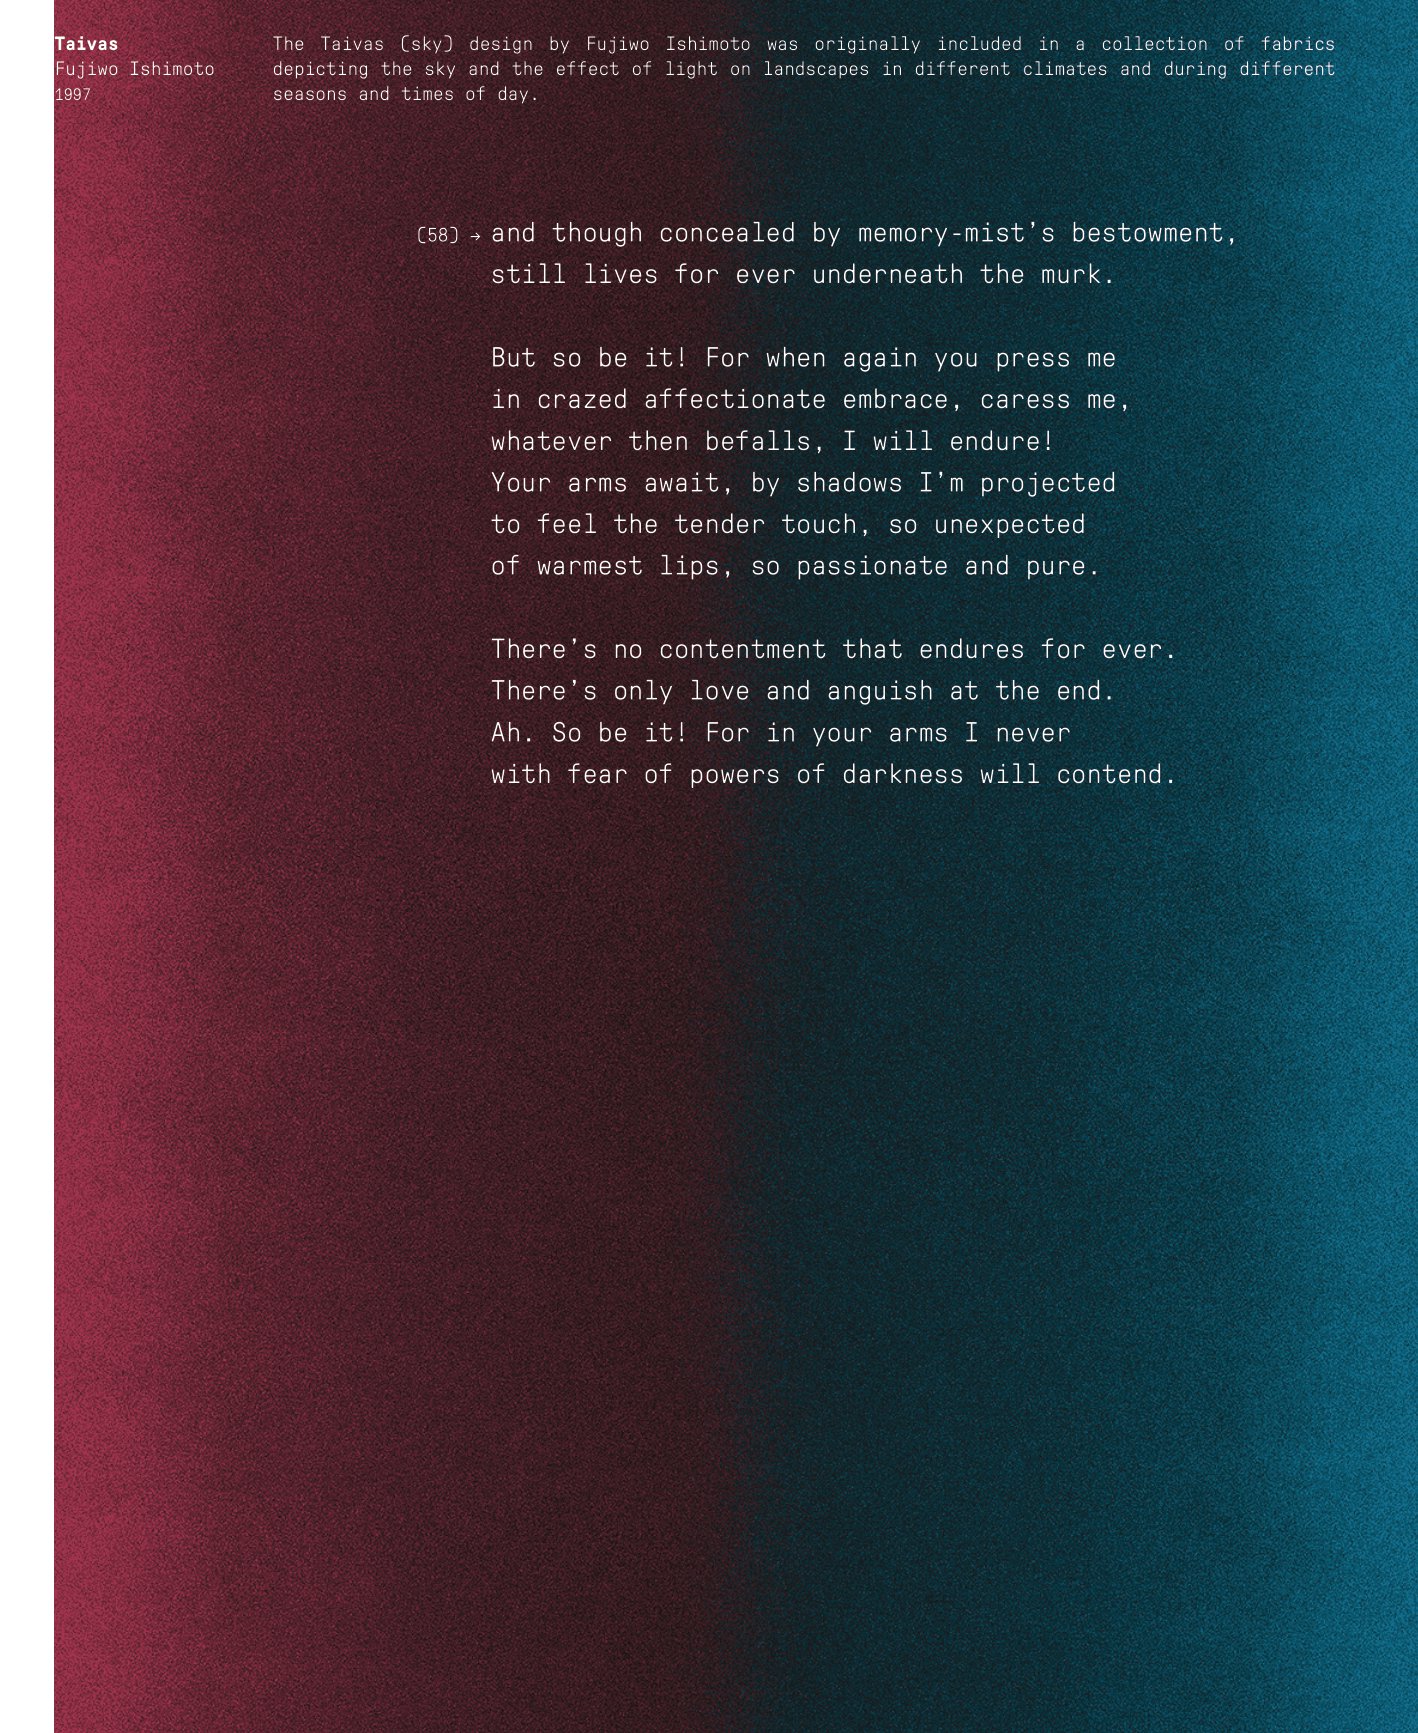 Taivas
Fujiwo Ishimoto
1997
The Taivas (sky) design by Fujiwo Ishimoto was originally included in a collection of fabrics
depicting the sky and the effect of light on landscapes in different climates and during different
seasons and times of day.
(58) → and though concealed by memory-mist’s bestowment,
still lives for ever underneath the murk.
But so be it! For when again you press me
in crazed affectionate embrace, caress me,
whatever then befalls, I will endure!
Your arms await, by shadows I’m projected
to feel the tender touch, so unexpected
of warmest lips, so passionate and pure.
There’s no contentment that endures for ever.
There’s only love and anguish at the end.
Ah. So be it! For in your arms I never
with fear of powers of darkness will contend.